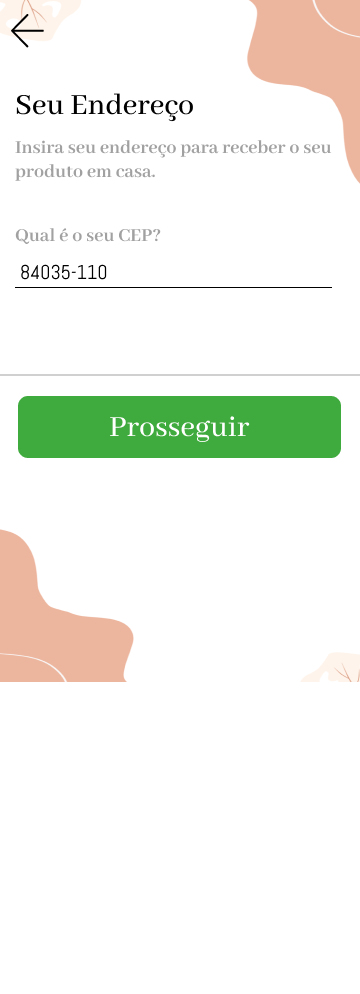 Seu Endereço
Insira seu endereço para receber o seu
produto em casa.
Qual é o seu CEP?
84035-110
Prosseguir